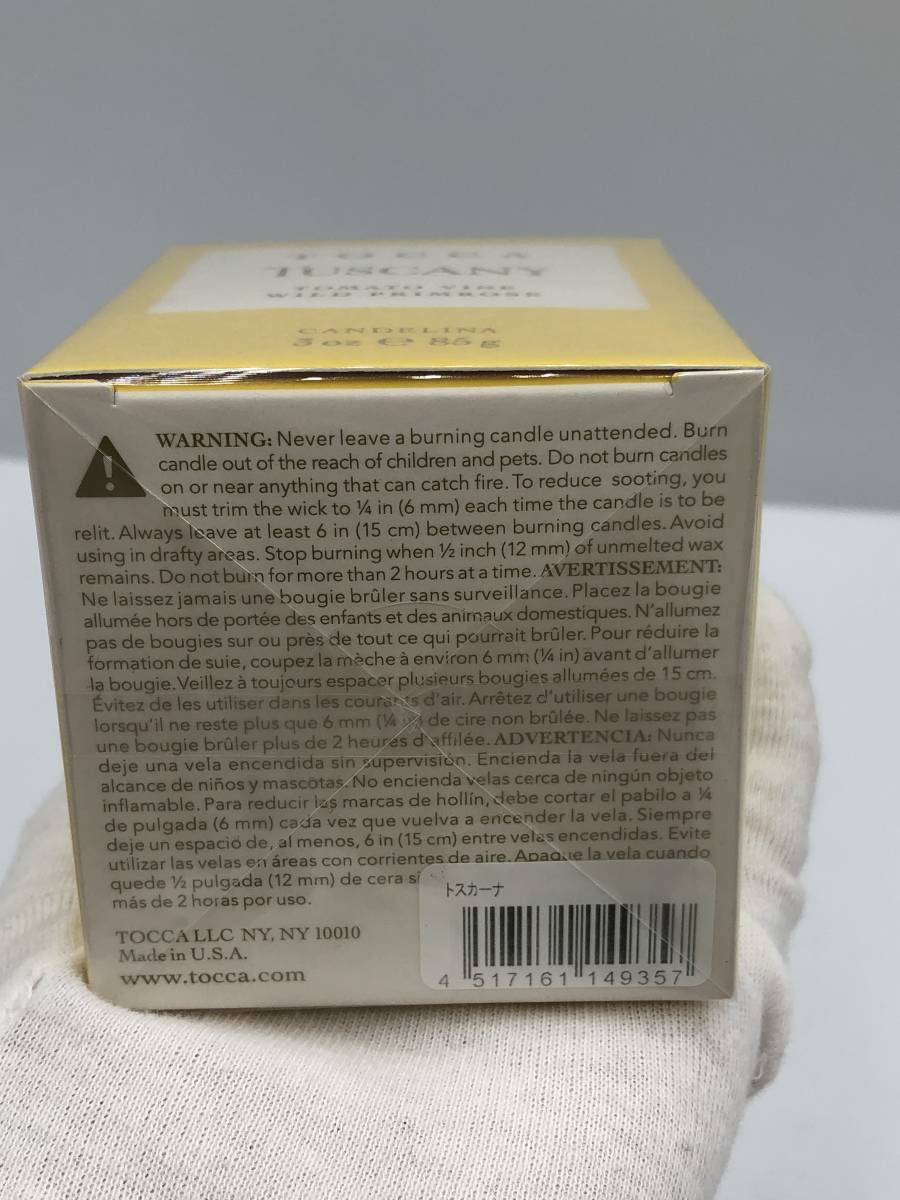 TOCCA
TUSCANY
TOMATO VINE
WILD PRIMROSE
CANDELINA
3 oz ℮ 85 g
WARNING: Never leave a burning candle unattended. Burn
candle out of the reach of children and pets. Do not burn candles
on or near anything that can catch fire. To reduce sooting, you
must trim the wick to ¼ in (6 mm) each time the candle is to be
relit. Always leave at least 6 in (15 cm) between burning candles. Avoid
using in drafty areas. Stop burning when ½ inch (12 mm) of unmelted wax
remains. Do not burn for more than 2 hours at a time. AVERTISSEMENT:
Ne laissez jamais une bougie brûler sans surveillance. Placez la bougie
allumée hors de portée des enfants et des animaux domestiques. N'allumez
pas de bougies sur ou près de tout ce qui pourrait brûler. Pour réduire la
formation de suie, coupez la mèche à environ 6 mm (¼ in) avant d'allumer
la bougie. Veillez à toujours espacer plusieurs bougies allumées de 15 cm.
Évitez de les utiliser dans les courants d'air. Arrêtez d'utiliser une bougie
lorsqu'il ne reste plus que 6 mm (¼ in) de cire non brûlée. Ne laissez pas
une bougie brûler plus de 2 heures d'affilée. ADVERTENCIA: Nunca
deje una vela encendida sin supervisión. Encienda la vela fuera del
alcance de niños y mascotas. No encienda velas cerca de ningún objeto
inflamable. Para reducir las marcas de hollín, debe cortar el pabilo a ¼
de pulgada (6 mm) cada vez que vuelva a encender la vela. Siempre
deje un espacio de, al menos, 6 in (15 cm) entre velas encendidas. Evite
utilizar las velas en áreas con corrientes de aire. Apague la vela cuando
quede ½ pulgada (12 mm) de cera
más de 2 horas por uso.
TOCCA LLC NY, NY 10010
Made in U.S.A.
www.tocca.com
トスカーナ
4 517161 149357